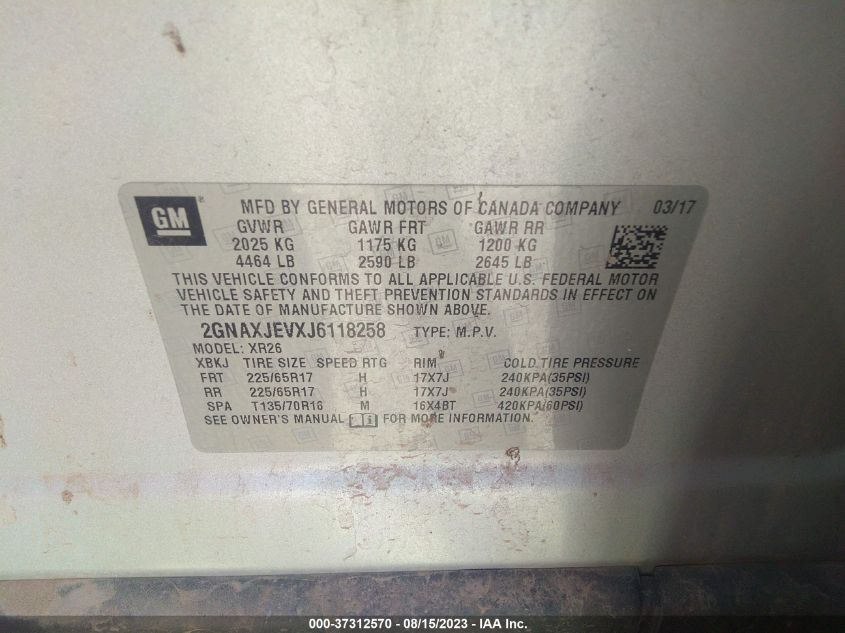 GM
MFD BY GENERAL MOTORS OF CANADA COMPANY 03/17
GVWR GAWR FRT GAWR RR
2025 KG 1175 KG 1200 KG
4464 LB 2590 LB 2645 LB
THIS VEHICLE CONFORMS TO ALL APPLICABLE U.S. FEDERAL MOTOR
VEHICLE SAFETY AND THEFT PREVENTION STANDARDS IN EFFECT ON
THE DATE OF MANUFACTURE SHOWN ABOVE.
2GNAXJEVXJ6118258 TYPE: M.P.V.
MODEL: XR26
XBKJ TIRE SIZE SPEED RTG RIM COLD TIRE PRESSURE
FRT 225/65R17 H 17X7J 240KPA(35PSI)
RR 225/65R17 H 17X7J 240KPA(35PSI)
SPA T135/70R16 M 16X4BT 420KPA(60PSI)
SEE OWNER'S MANUAL FOR MORE INFORMATION.
000-37312570 - 08/15/2023 - IAA Inc.